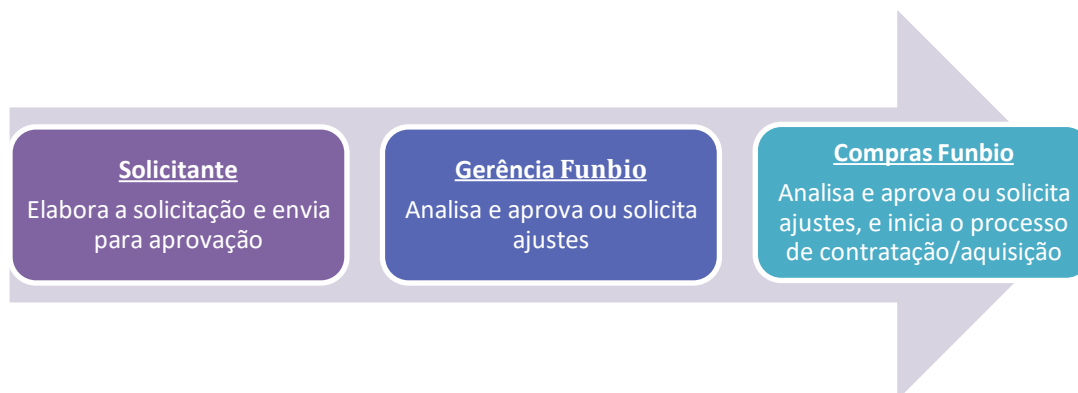 Solicitante
Elabora a solicitação e envia
para aprovação
Gerência Funbio
Analisa e aprova ou solicita
ajustes
Compras Funbio
Analisa e aprova ou solicita
ajustes, e inicia o processo
de contratação/aquisição